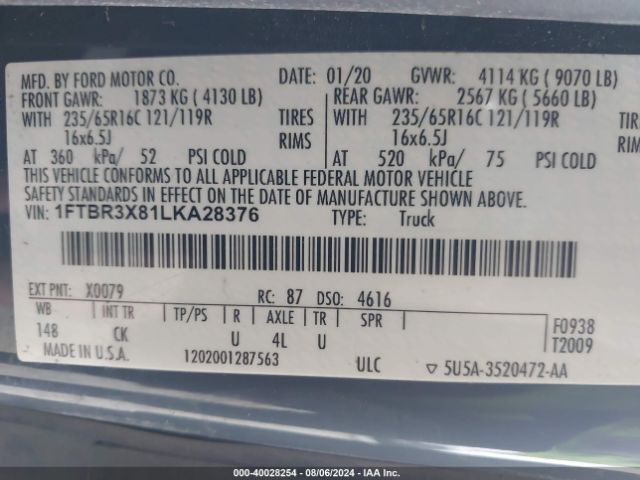 MFD. BY FORD MOTOR CO. DATE: 01/20 GVWR: 4114 KG ( 9070 LB)
FRONT GAWR: 1873 KG ( 4130 LB) REAR GAWR: 2567 KG ( 5660 LB)
WITH 235/65R16C 121/119R TIRES WITH 235/65R16C 121/119R TIRES
16x6.5J RIMS 16x6.5J RIMS
AT 360 kPa/ 52 PSI COLD AT 520 kPa/ 75 PSI COLD
THIS VEHICLE CONFORMS TO ALL APPLICABLE FEDERAL MOTOR VEHICLE
SAFETY STANDARDS IN EFFECT ON THE DATE OF MANUFACTURE SHOWN ABOVE.
VIN: 1FTBR3X81LKA28376 TYPE: Truck
EXT PNT: X0079 RC: 87 DSO: 4616
WB INT TR TP/PS R AXLE TR SPR F0938
148 CK U 4L U T2009
MADE IN U.S.A. 1202001287563 ULC ▽ 5U5A-3520472-AA
000-40028254 - 08/06/2024 - IAAI.com